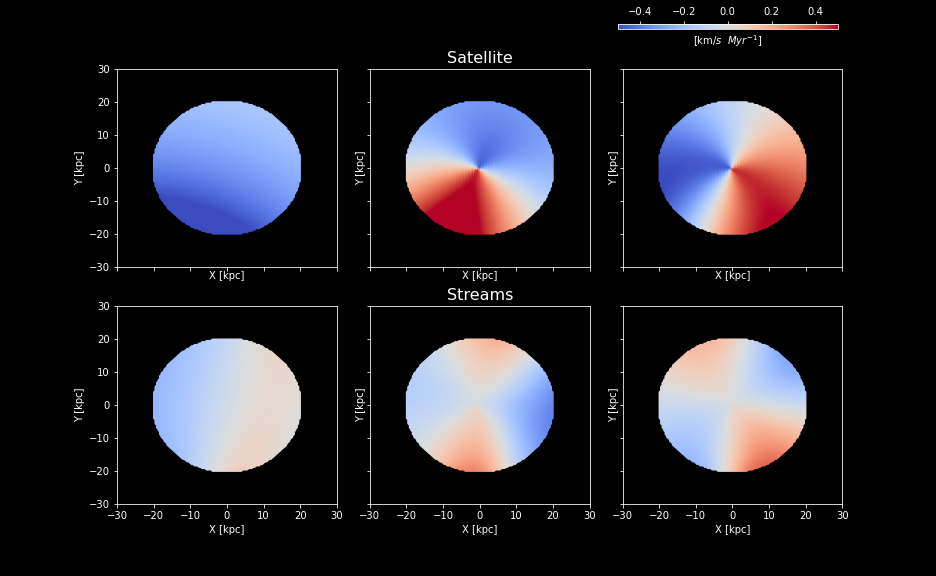 −0.4 −0.2 0.0 0.2 0.4
[km/s Myr⁻¹]
Satellite
30
20
10
0
−10
−20
−30
Y [kpc]
X [kpc]
Y [kpc]
X [kpc]
Y [kpc]
X [kpc]
Streams
30
20
10
0
−10
−20
−30
Y [kpc]
−30 −20 −10 0 10 20 30
X [kpc]
Y [kpc]
−30 −20 −10 0 10 20 30
X [kpc]
Y [kpc]
−30 −20 −10 0 10 20 30
X [kpc]